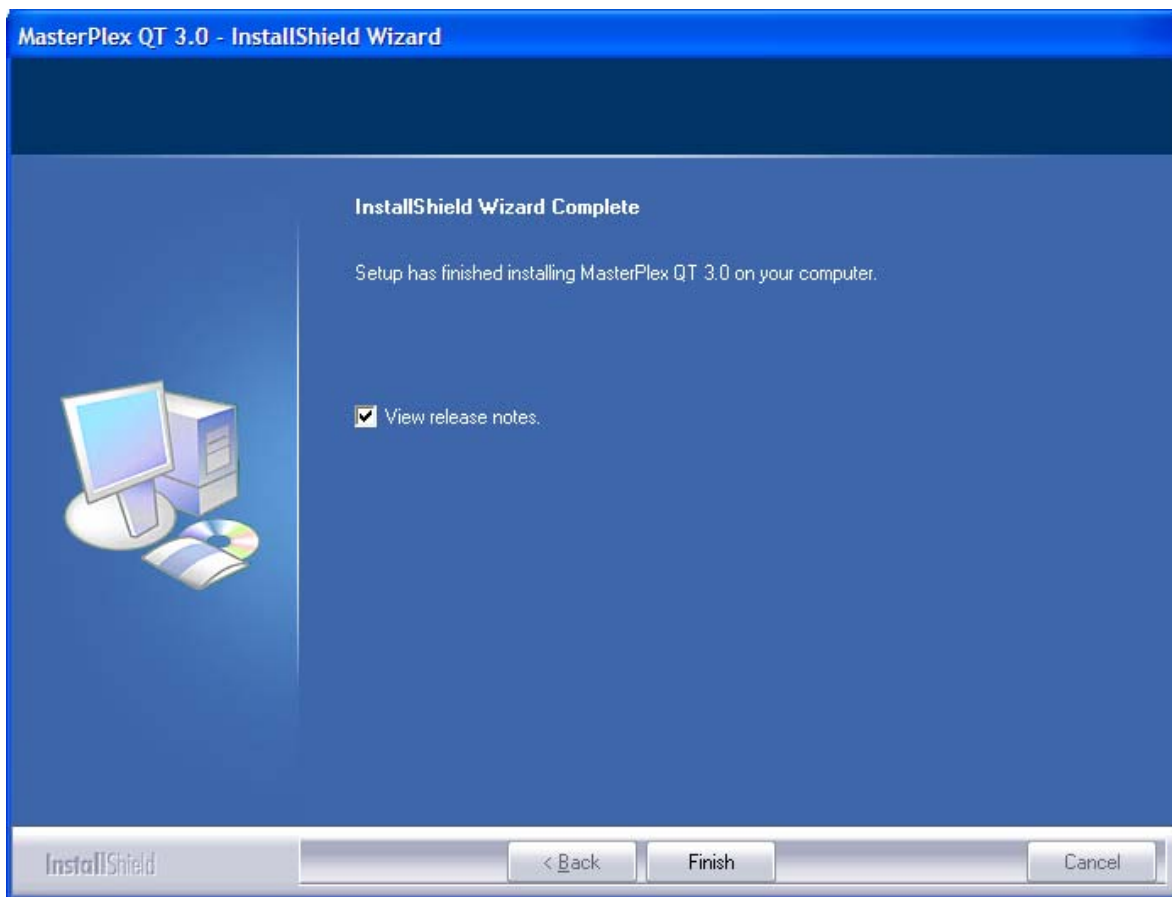 MasterPlex QT 3.0 - InstallShield Wizard
InstallShield Wizard Complete
Setup has finished installing MasterPlex QT 3.0 on your computer.
View release notes.
InstallShield
< Back
Finish
Cancel